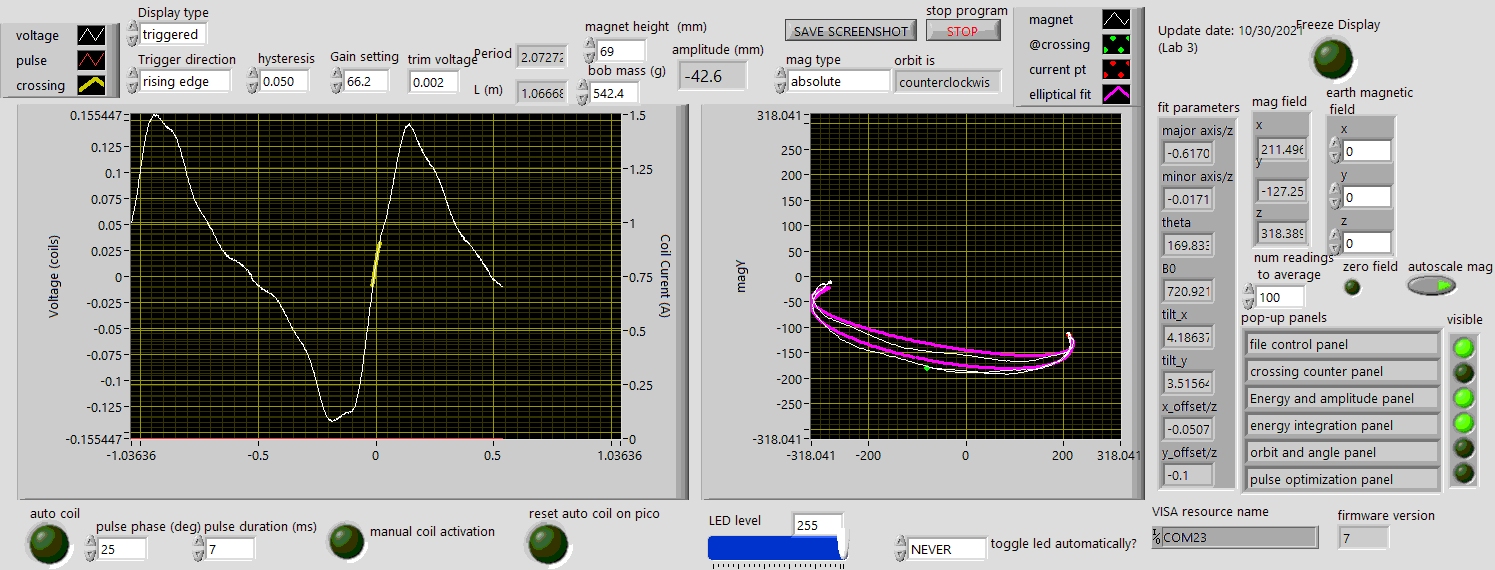 voltage
pulse
crossing
Display type
triggered
Trigger direction
rising edge
hysteresis
0.050
Gain setting
66.2
trim voltage
0.002
Period
2.07272
L (m)
1.06668
magnet height (mm)
69
bob mass (g)
542.4
amplitude (mm)
-42.6
SAVE SCREENSHOT
stop program
STOP
mag type
absolute
orbit is
counterclockwis
magnet
@crossing
current pt
elliptical fit
Update date: 10/30/2021
(Lab 3)
Freeze Display
Voltage (coils)
0.155447
0.125
0.1
0.075
0.05
0.025
0
-0.025
-0.05
-0.075
-0.1
-0.125
-0.155447
-1.03636
-0.5
0
0.5
1.03636
1.5
1.25
1
0.75
0.5
0.25
0
Coil Current (A)
magY
318.041
250
200
150
100
50
0
-50
-100
-150
-200
-250
-318.041
-318.041
-200
0
200
318.041
fit parameters
major axis/z
-0.6170
minor axis/z
-0.0171
theta
169.833
B0
720.921
tilt_x
4.18637
tilt_y
3.51564
x_offset/z
-0.0507
y_offset/z
-0.1
mag field
x
211.496
y
-127.25
z
318.389
earth magnetic
field
x
0
y
0
z
0
num readings
to average
100
zero field
autoscale mag
pop-up panels
visible
file control panel
crossing counter panel
Energy and amplitude panel
energy integration panel
orbit and angle panel
pulse optimization panel
auto coil
pulse phase (deg)
25
pulse duration (ms)
7
manual coil activation
reset auto coil on pico
LED level
255
NEVER
toggle led automatically?
VISA resource name
COM23
firmware version
7